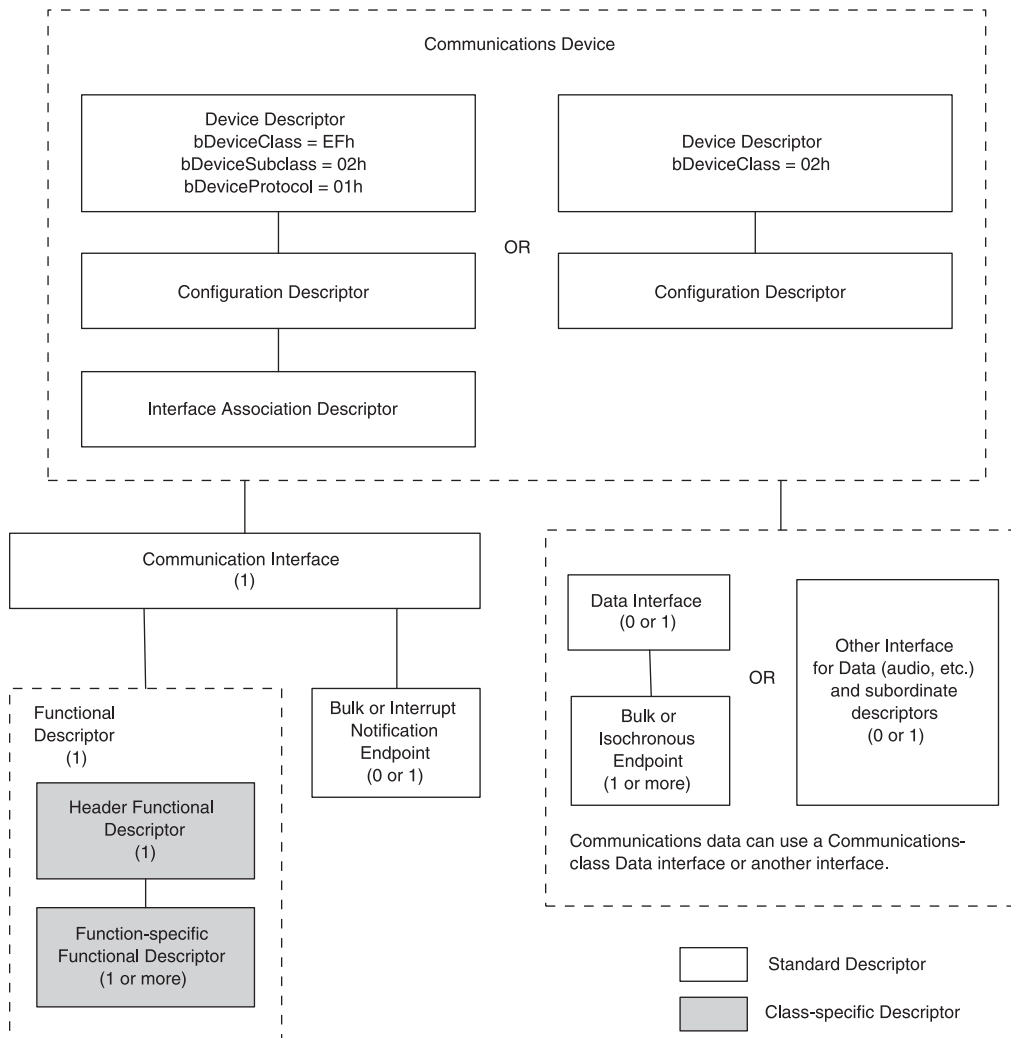 Communications Device
Device Descriptor
bDeviceClass = EFh
bDeviceSubclass = 02h
bDeviceProtocol = 01h
Device Descriptor
bDeviceClass = 02h
OR
Configuration Descriptor
Configuration Descriptor
Interface Association Descriptor
Communication Interface
(1)
Functional
Descriptor
(1)
Header Functional
Descriptor
(1)
Function-specific
Functional Descriptor
(1 or more)
Bulk or Interrupt
Notification
Endpoint
(0 or 1)
Data Interface
(0 or 1)
Bulk or
Isochronous
Endpoint
(1 or more)
OR
Other Interface
for Data (audio, etc.)
and subordinate
descriptors
(0 or 1)
Communications data can use a Communications-
class Data interface or another interface.
Standard Descriptor
Class-specific Descriptor